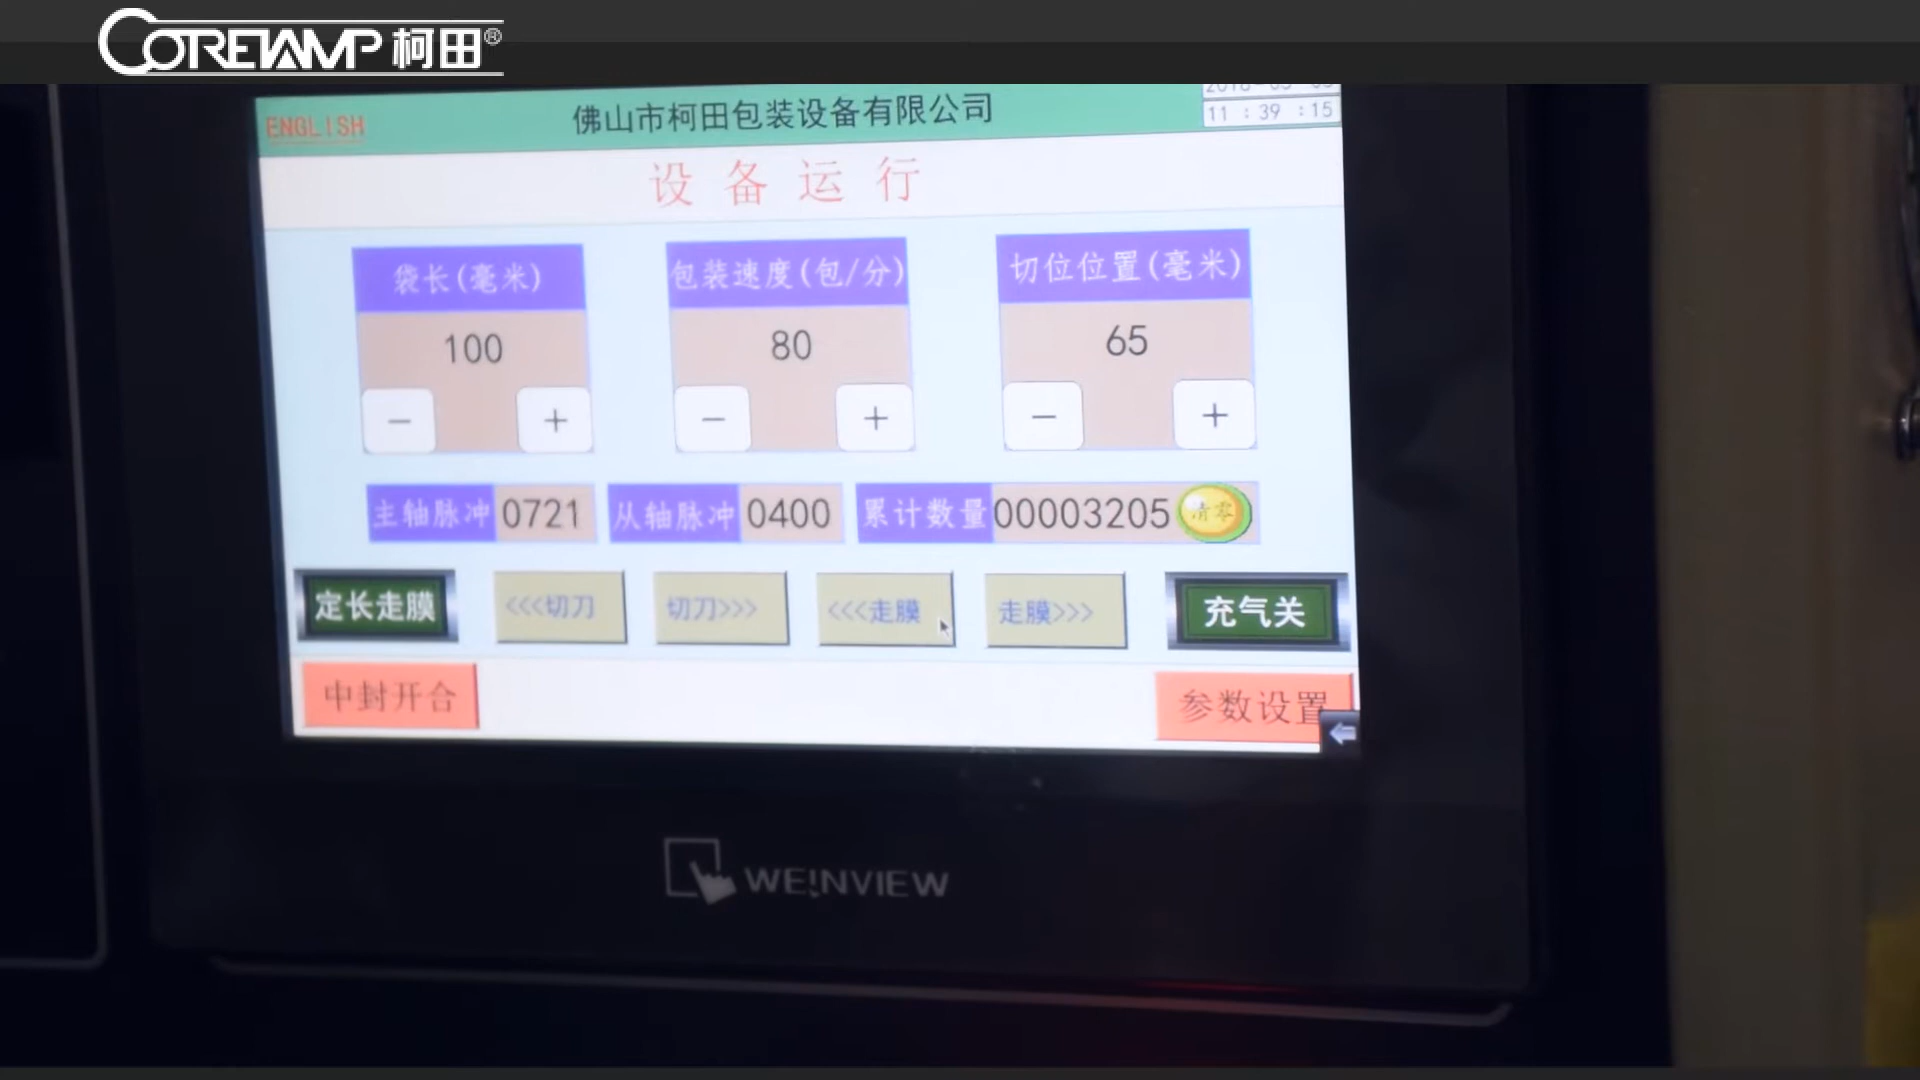 CORETAMP 柯田®
ENGLISH
佛山市柯田包装设备有限公司
11 : 39 : 15
设备运行
袋长(毫米)
包装速度(包/分)
切位位置(毫米)
100
80
65
- +
- +
- +
主轴脉冲 0721
从轴脉冲 0400
累计数量 00003205 清零
定长走膜
<<<切刀
切刀>>>
<<<走膜
走膜>>>
充气关
中封开合
参数设置
WEINVIEW